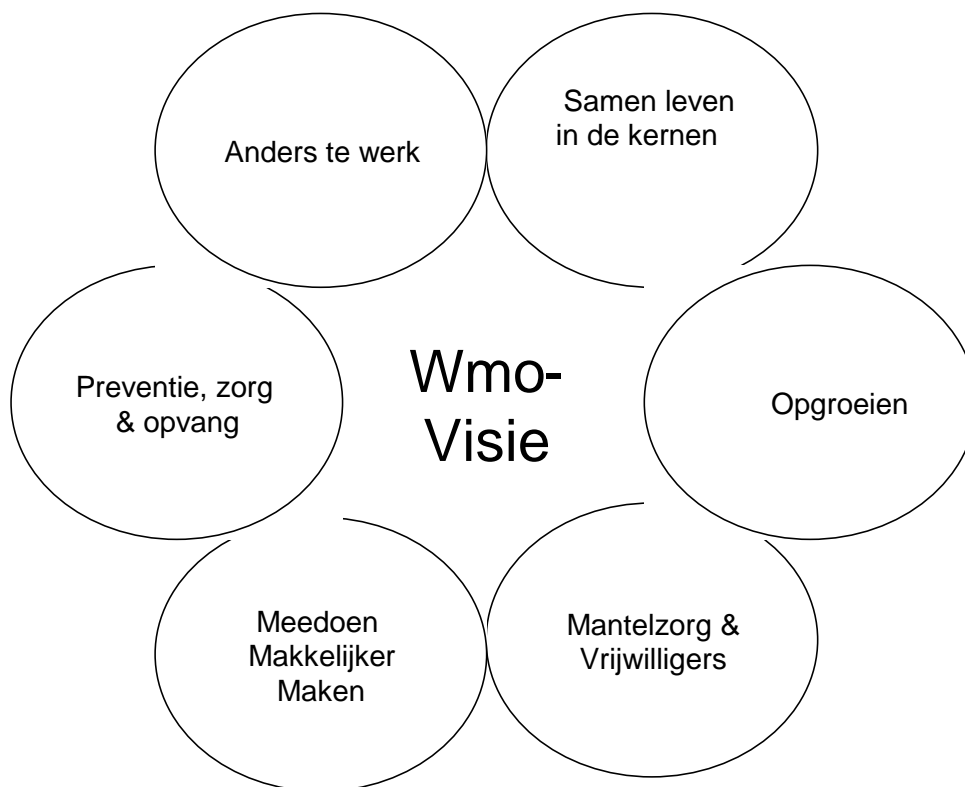 Anders te werk
Samen leven
in de kernen
Preventie, zorg
& opvang
Wmo-
Visie
Opgroeien
Meedoen
Makkelijker
Maken
Mantelzorg &
Vrijwilligers